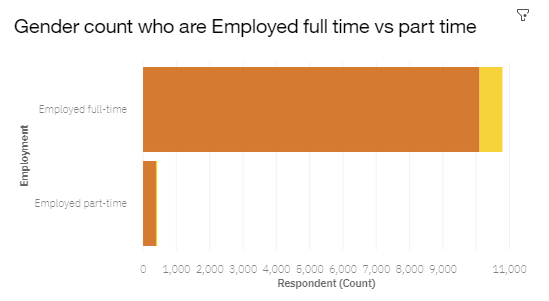 Gender count who are Employed full time vs part time
Employed full-time
Employment
Employed part-time
0 1,000 2,000 3,000 4,000 5,000 6,000 7,000 8,000 9,000 11,000
Respondent (Count)